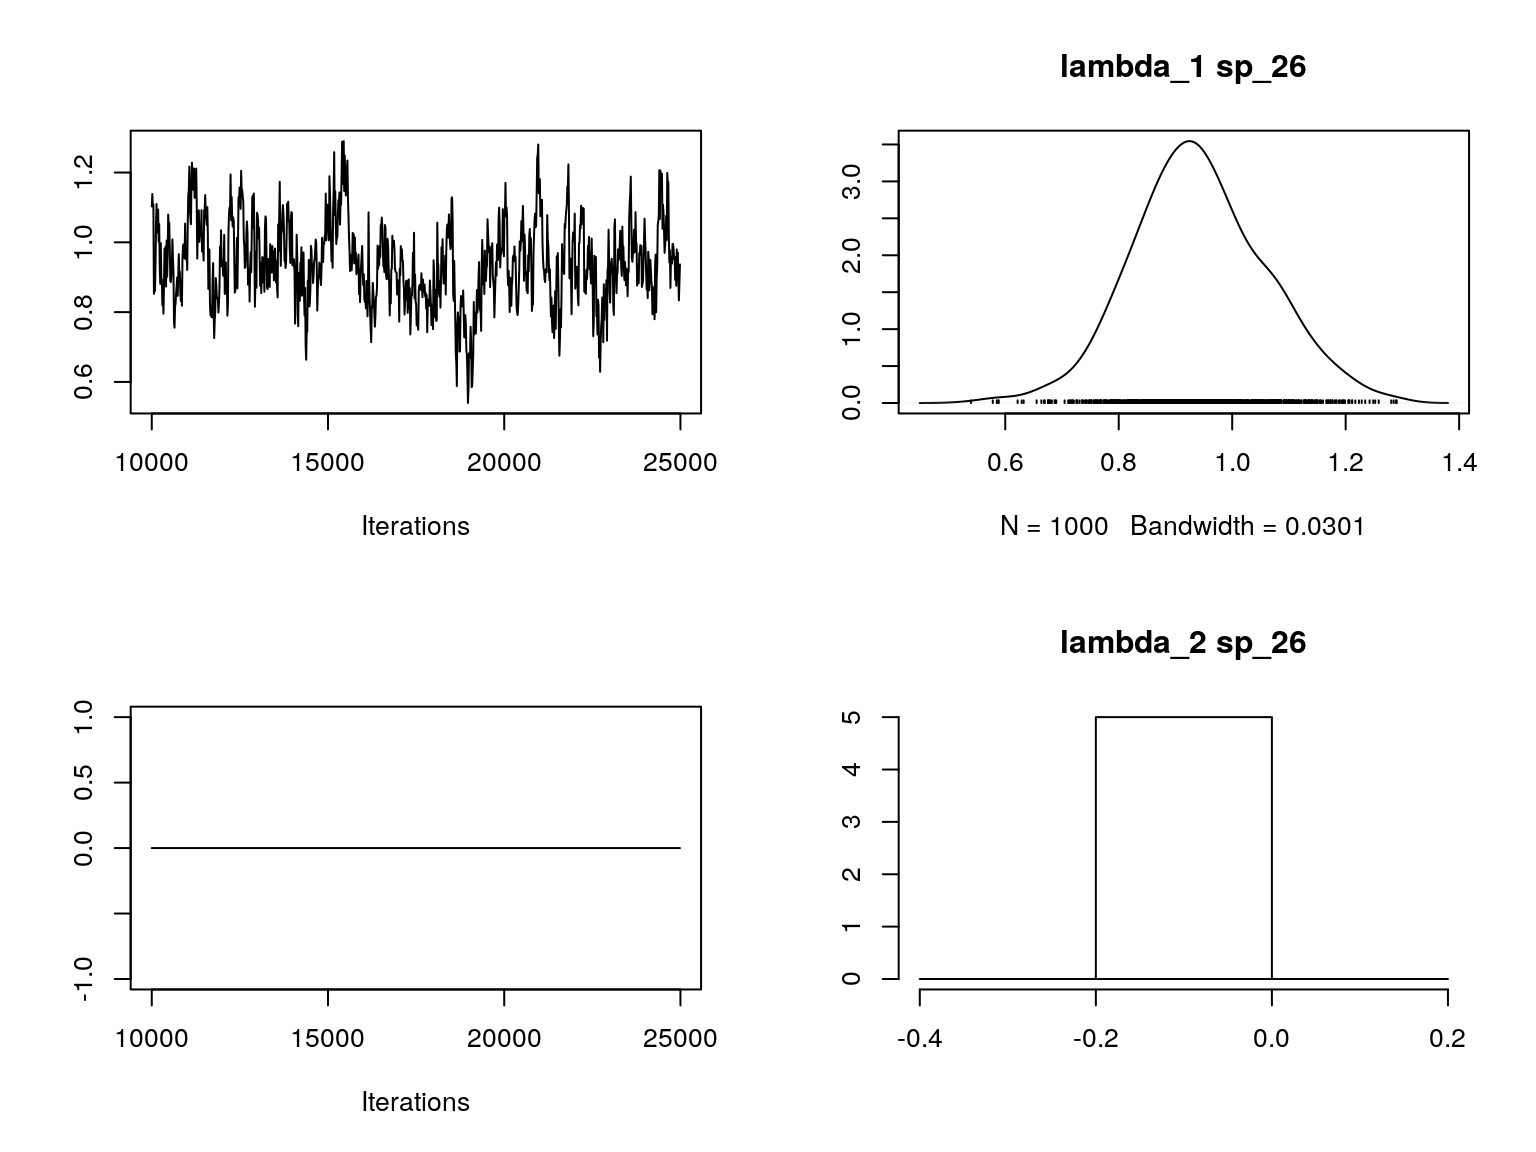 lambda_1 sp_26
0.6 0.8 1.0 1.2
10000 15000 20000 25000
Iterations
0.0 1.0 2.0 3.0
0.6 0.8 1.0 1.2 1.4
N = 1000 Bandwidth = 0.0301
lambda_2 sp_26
-1.0 0.0 0.5 1.0
10000 15000 20000 25000
Iterations
0 1 2 3 4 5
-0.4 -0.2 0.0 0.2